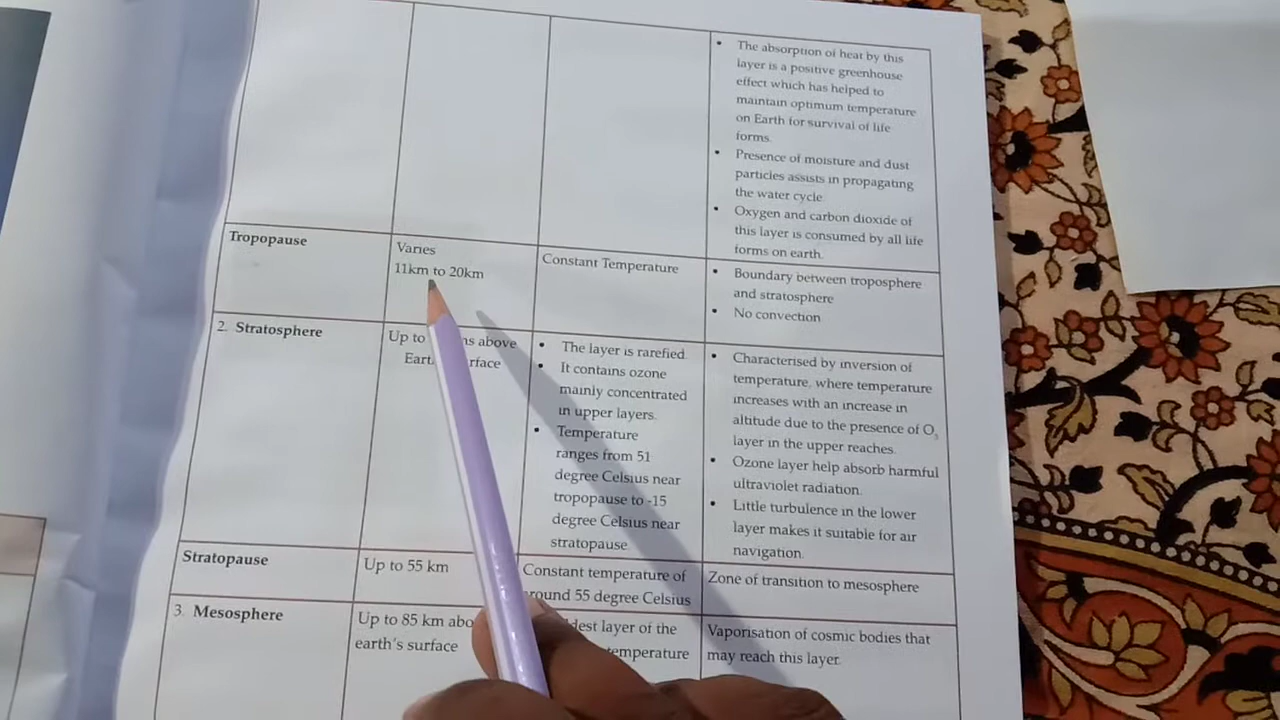 • The absorption of heat by this
layer is a positive greenhouse
effect which has helped to
maintain optimum temperature
on Earth for survival of life
forms.
• Presence of moisture and dust
particles assists in propagating
the water cycle.
• Oxygen and carbon dioxide of
this layer is consumed by all life
forms on earth.
Tropopause
Varies
11km to 20km
Constant Temperature
• Boundary between troposphere
and stratosphere
• No convection
2. Stratosphere
Up to above
Earth
• The layer is rarefied.
• It contains ozone
mainly concentrated
in upper layers.
• Temperature
ranges from 51
degree Celsius near
tropopause to -15
degree Celsius near
stratopause.
• Characterised by inversion of
temperature, where temperature
increases with an increase in
altitude due to the presence of O₃
layer in the upper reaches.
• Ozone layer help absorb harmful
ultraviolet radiation.
• Little turbulence in the lower
layer makes it suitable for air
navigation.
Stratopause
Up to 55 km
Constant temperature of
around 55 degree Celsius
Zone of transition to mesosphere
3. Mesosphere
Up to 85 km
earth's surface
layer of the
temperature
Vaporisation of cosmic bodies that
may reach this layer.